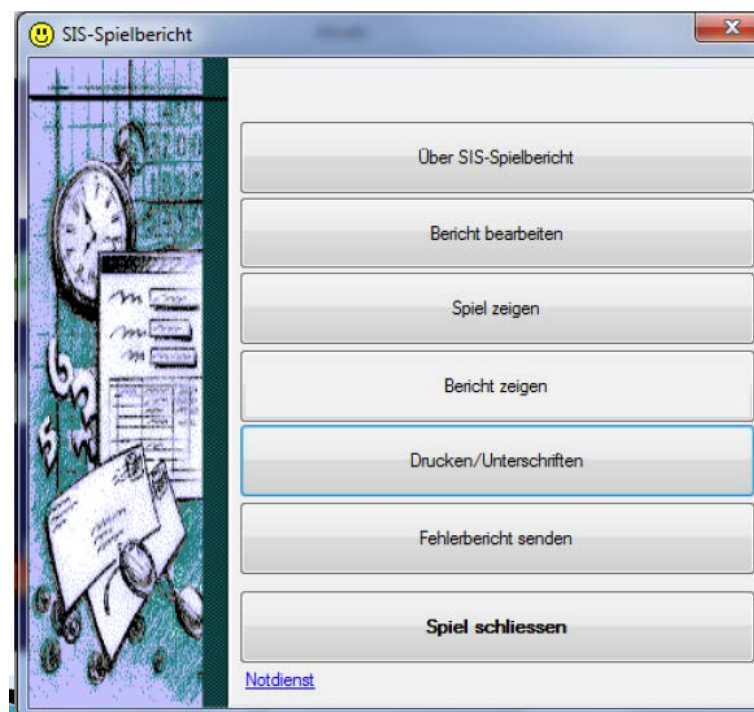 SIS-Spielbericht
Über SIS-Spielbericht
Bericht bearbeiten
Spiel zeigen
Bericht zeigen
Drucken/Unterschriften
Fehlerbericht senden
Spiel schliessen
Notdienst